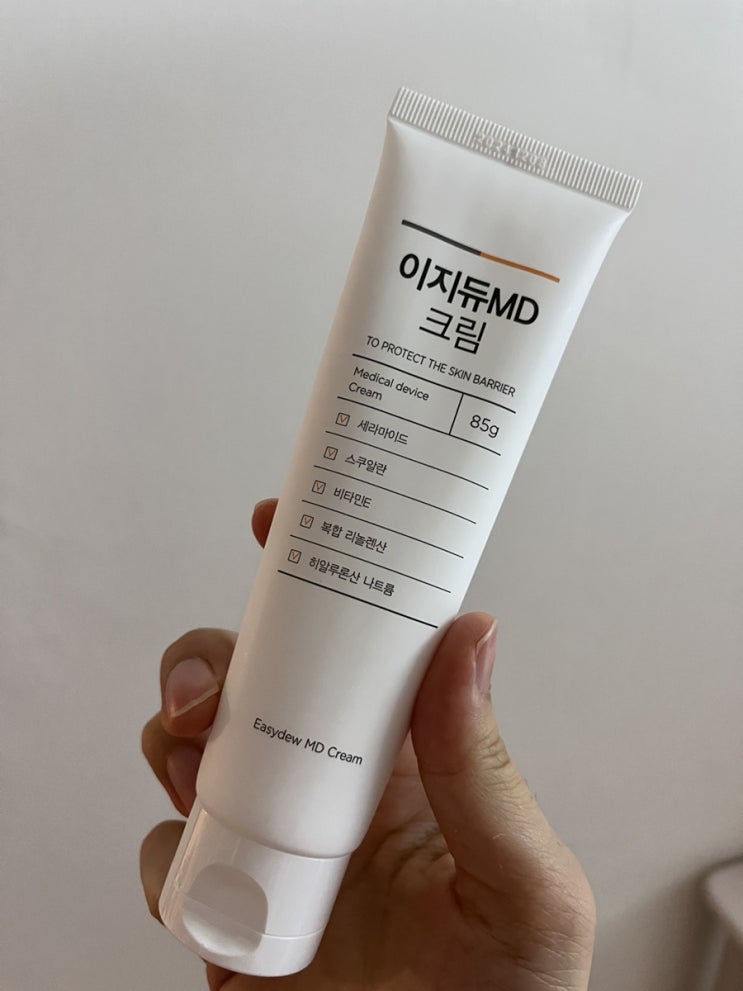 이지듀MD
크림
TO PROTECT THE SKIN BARRIER
Medical device
Cream
85g
세라마이드
스쿠알란
비타민E
복합 리놀렌산
히알루론산 나트륨
Easydew MD Cream